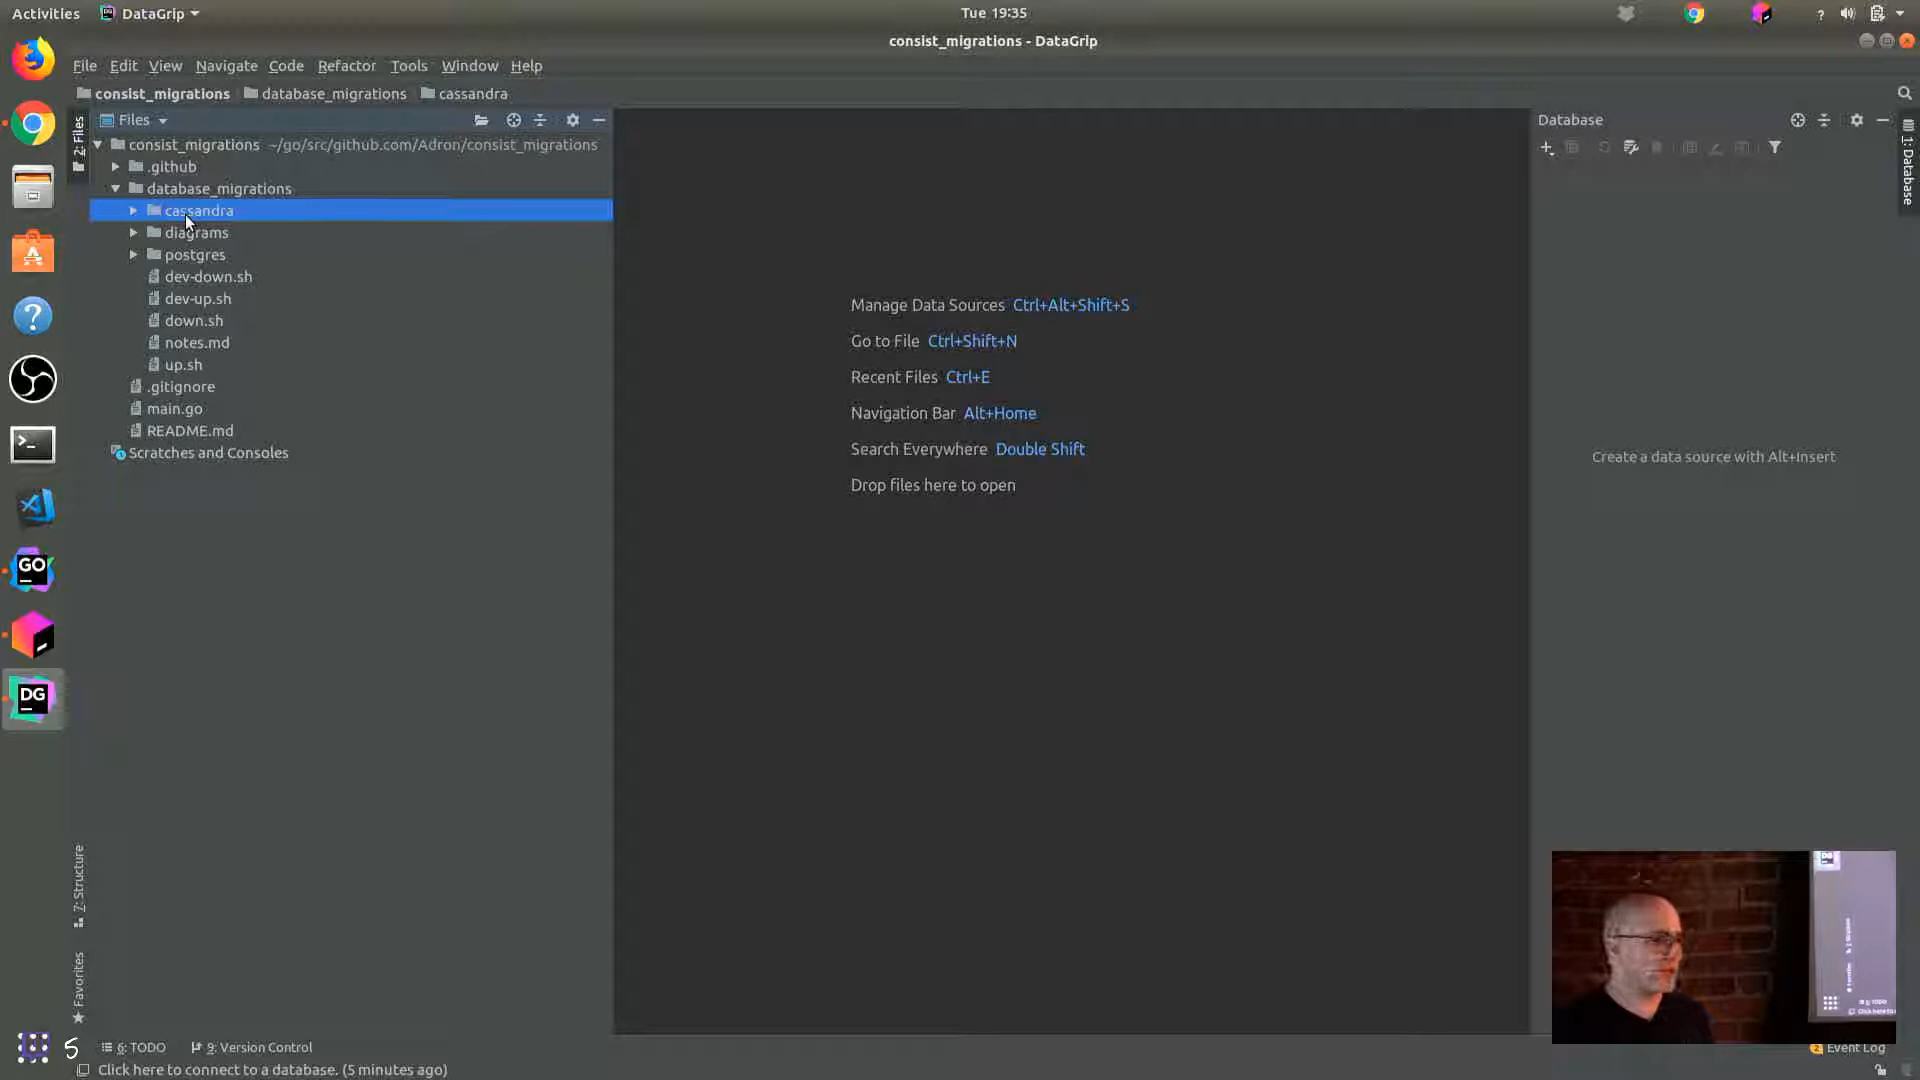 Activities DataGrip Tue 19:35 ?
consist_migrations - DataGrip
File Edit View Navigate Code Refactor Tools Window Help
consist_migrations database_migrations cassandra
2: Files
Files
consist_migrations ~/go/src/github.com/Adron/consist_migrations
.github
database_migrations
cassandra
diagrams
postgres
dev-down.sh
dev-up.sh
down.sh
notes.md
up.sh
.gitignore
main.go
README.md
Scratches and Consoles
Manage Data Sources Ctrl+Alt+Shift+S
Go to File Ctrl+Shift+N
Recent Files Ctrl+E
Navigation Bar Alt+Home
Search Everywhere Double Shift
Drop files here to open
Database
1: Database
Create a data source with Alt+Insert
GO
DG
7: Structure
Favorites
5
6: TODO 9: Version Control
2 Event Log
Click here to connect to a database. (5 minutes ago)